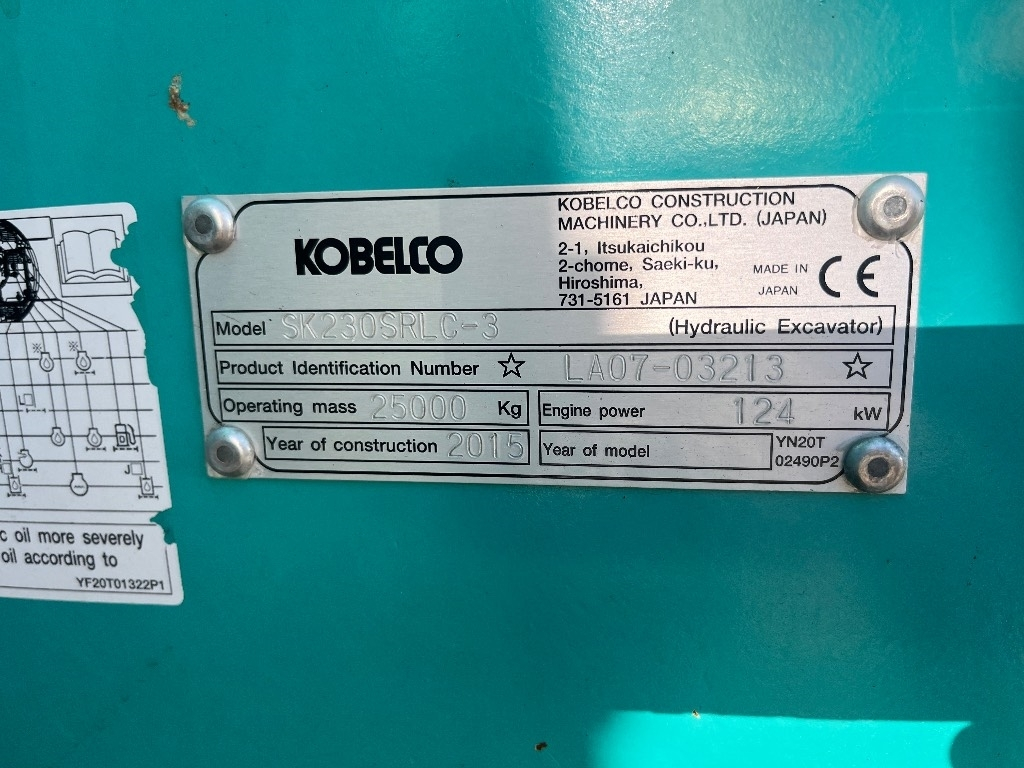 KOBELCO
KOBELCO CONSTRUCTION
MACHINERY CO.,LTD. (JAPAN)
2-1, Itsukaichikou
2-chome, Saeki-ku,
Hiroshima,
731-5161 JAPAN
MADE IN
JAPAN
CE
Model SK230SRLC-3 (Hydraulic Excavator)
Product Identification Number ☆ LA07-03213 ☆
Operating mass 25000 Kg
Engine power 124 kW
Year of construction 2015
Year of model
YN20T
02490P2
c oil more severely
oil according to
YF20T01322P1